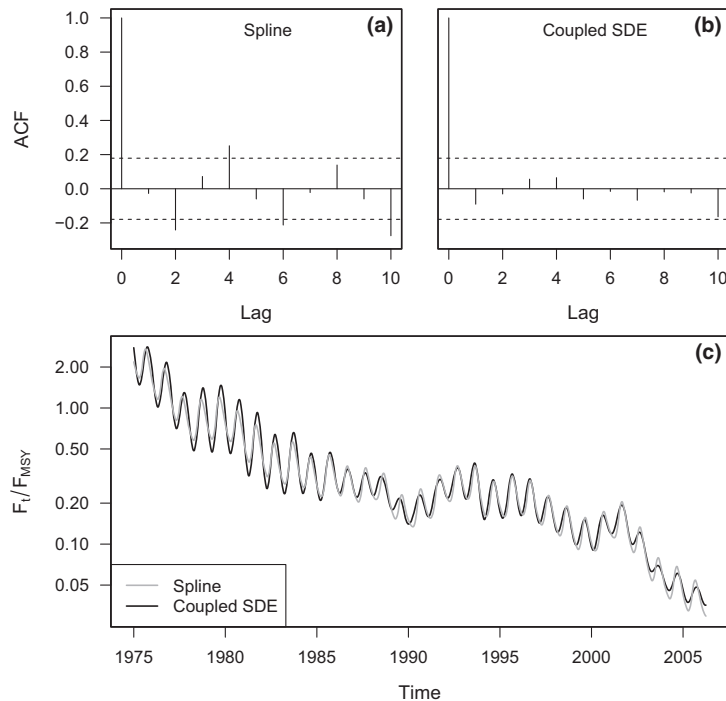 (a)
Spline
ACF
1.0
0.8
0.6
0.4
0.2
0.0
−0.2
0 2 4 6 8 10
Lag
(b)
Coupled SDE
0 2 4 6 8 10
Lag
(c)
Ft/FMSY
2.00
1.00
0.50
0.20
0.10
0.05
Spline
Coupled SDE
1975 1980 1985 1990 1995 2000 2005
Time